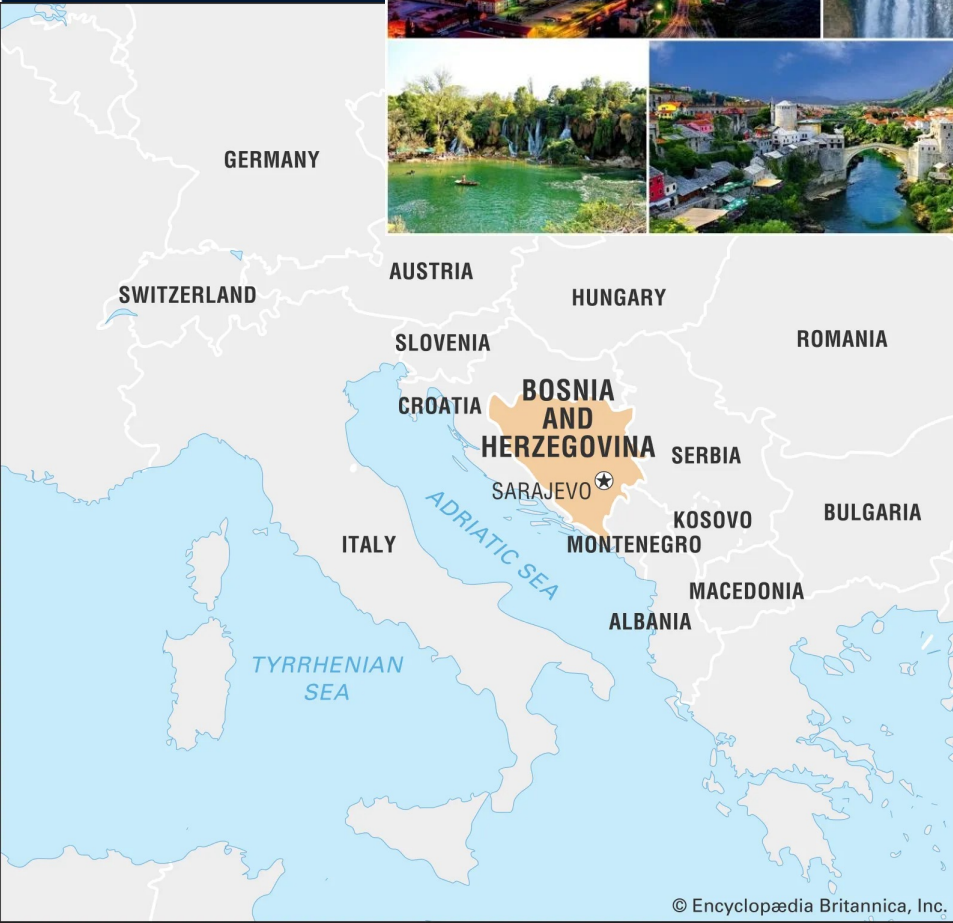 GERMANY
AUSTRIA
SWITZERLAND
HUNGARY
ROMANIA
SLOVENIA
BOSNIA
AND
HERZEGOVINA
CROATIA
SERBIA
SARAJEVO
ADRIATIC SEA
KOSOVO
BULGARIA
ITALY
MONTENEGRO
MACEDONIA
ALBANIA
TYRRHENIAN
SEA
© Encyclopædia Britannica, Inc.